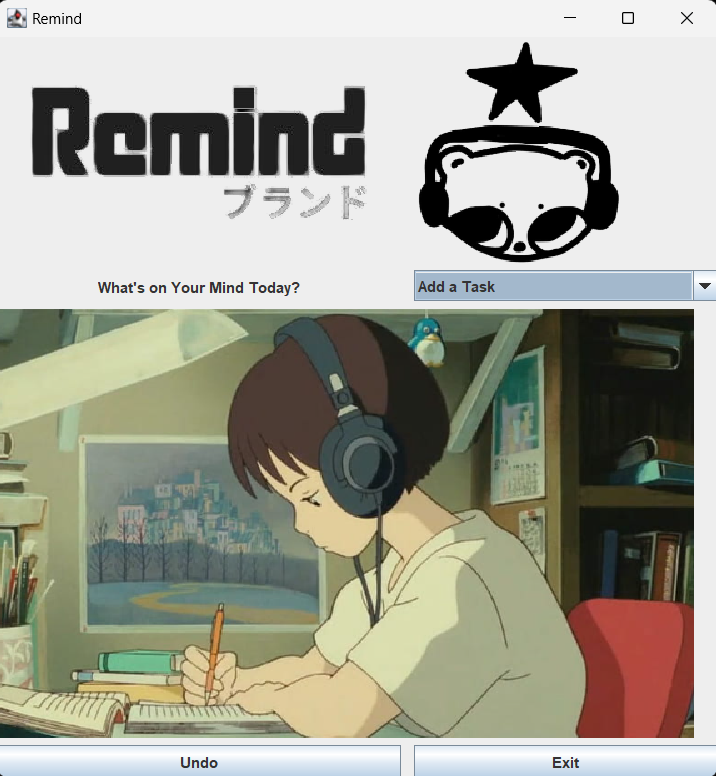 Remind
Remind
ブランド
What's on Your Mind Today?
Add a Task
Undo
Exit